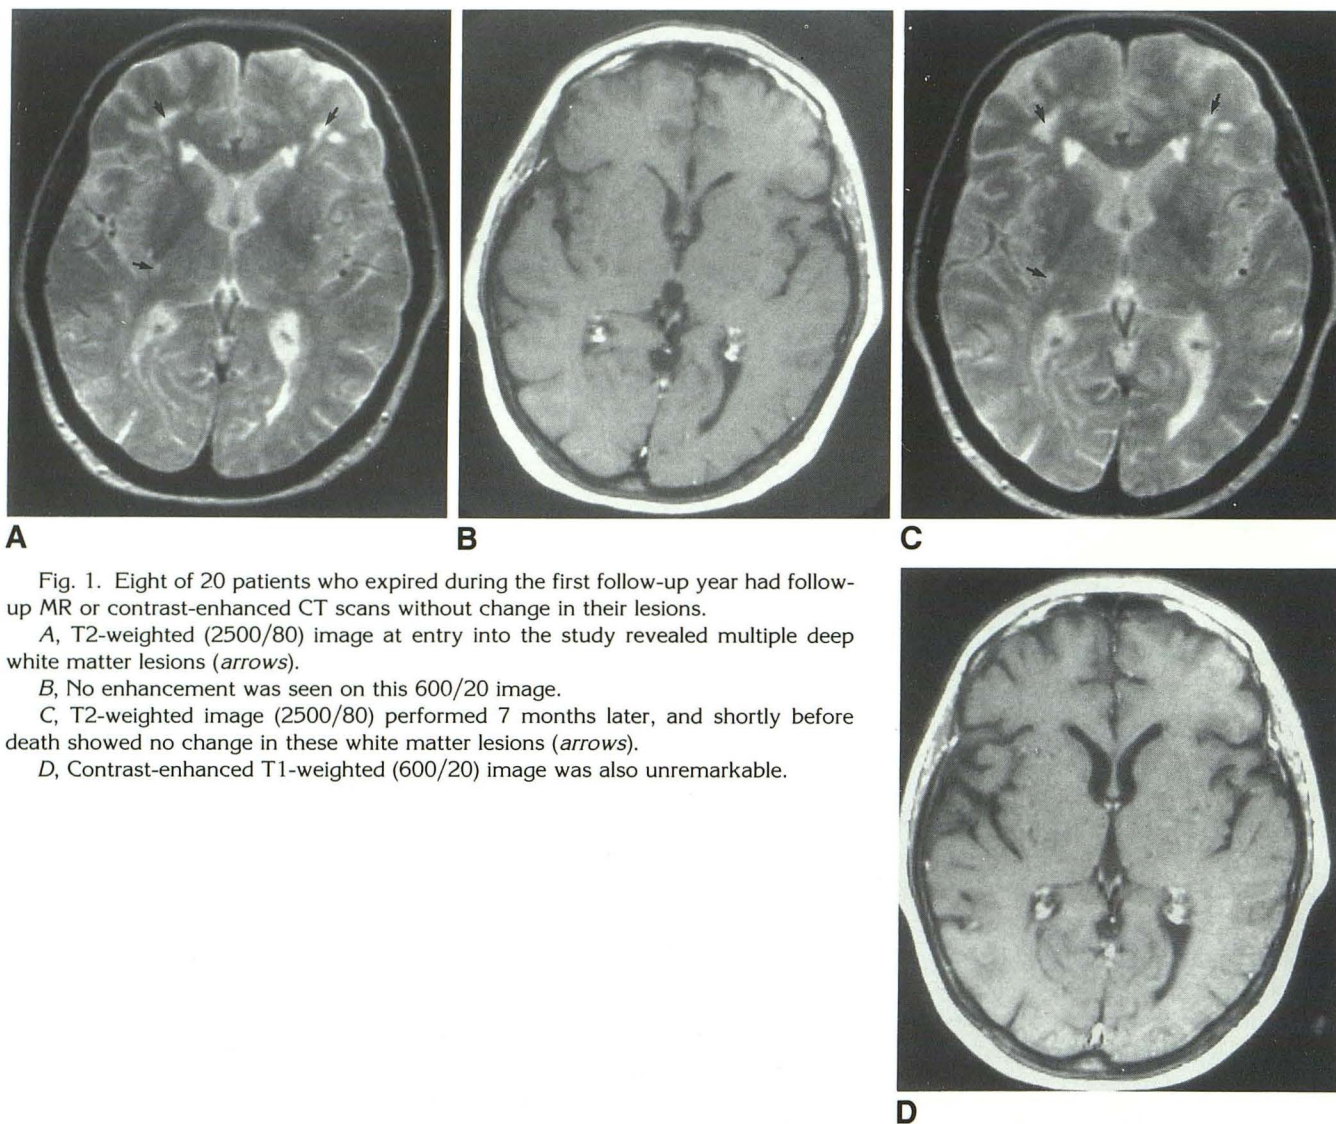 A
B
C
Fig. 1. Eight of 20 patients who expired during the first follow-up year had follow-
up MR or contrast-enhanced CT scans without change in their lesions.
A, T2-weighted (2500/80) image at entry into the study revealed multiple deep
white matter lesions (arrows).
B, No enhancement was seen on this 600/20 image.
C, T2-weighted image (2500/80) performed 7 months later, and shortly before
death showed no change in these white matter lesions (arrows).
D, Contrast-enhanced T1-weighted (600/20) image was also unremarkable.
D